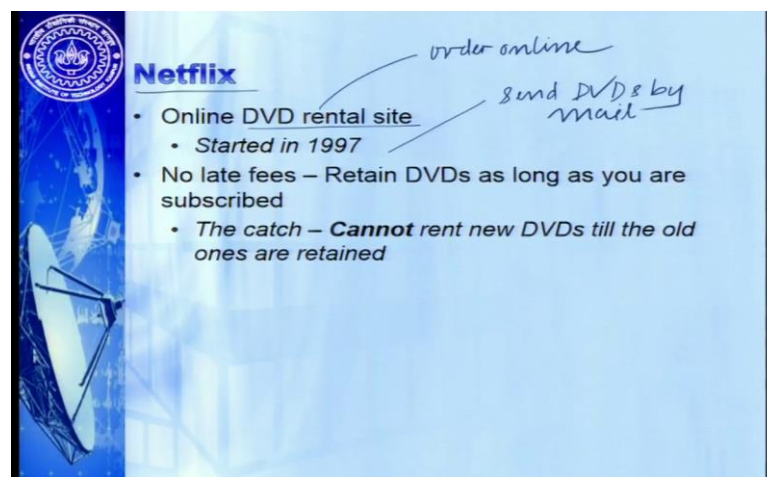 order online
Netflix
send DVDs by
mail
• Online DVD rental site
• Started in 1997
• No late fees – Retain DVDs as long as you are
subscribed
• The catch – Cannot rent new DVDs till the old
ones are retained